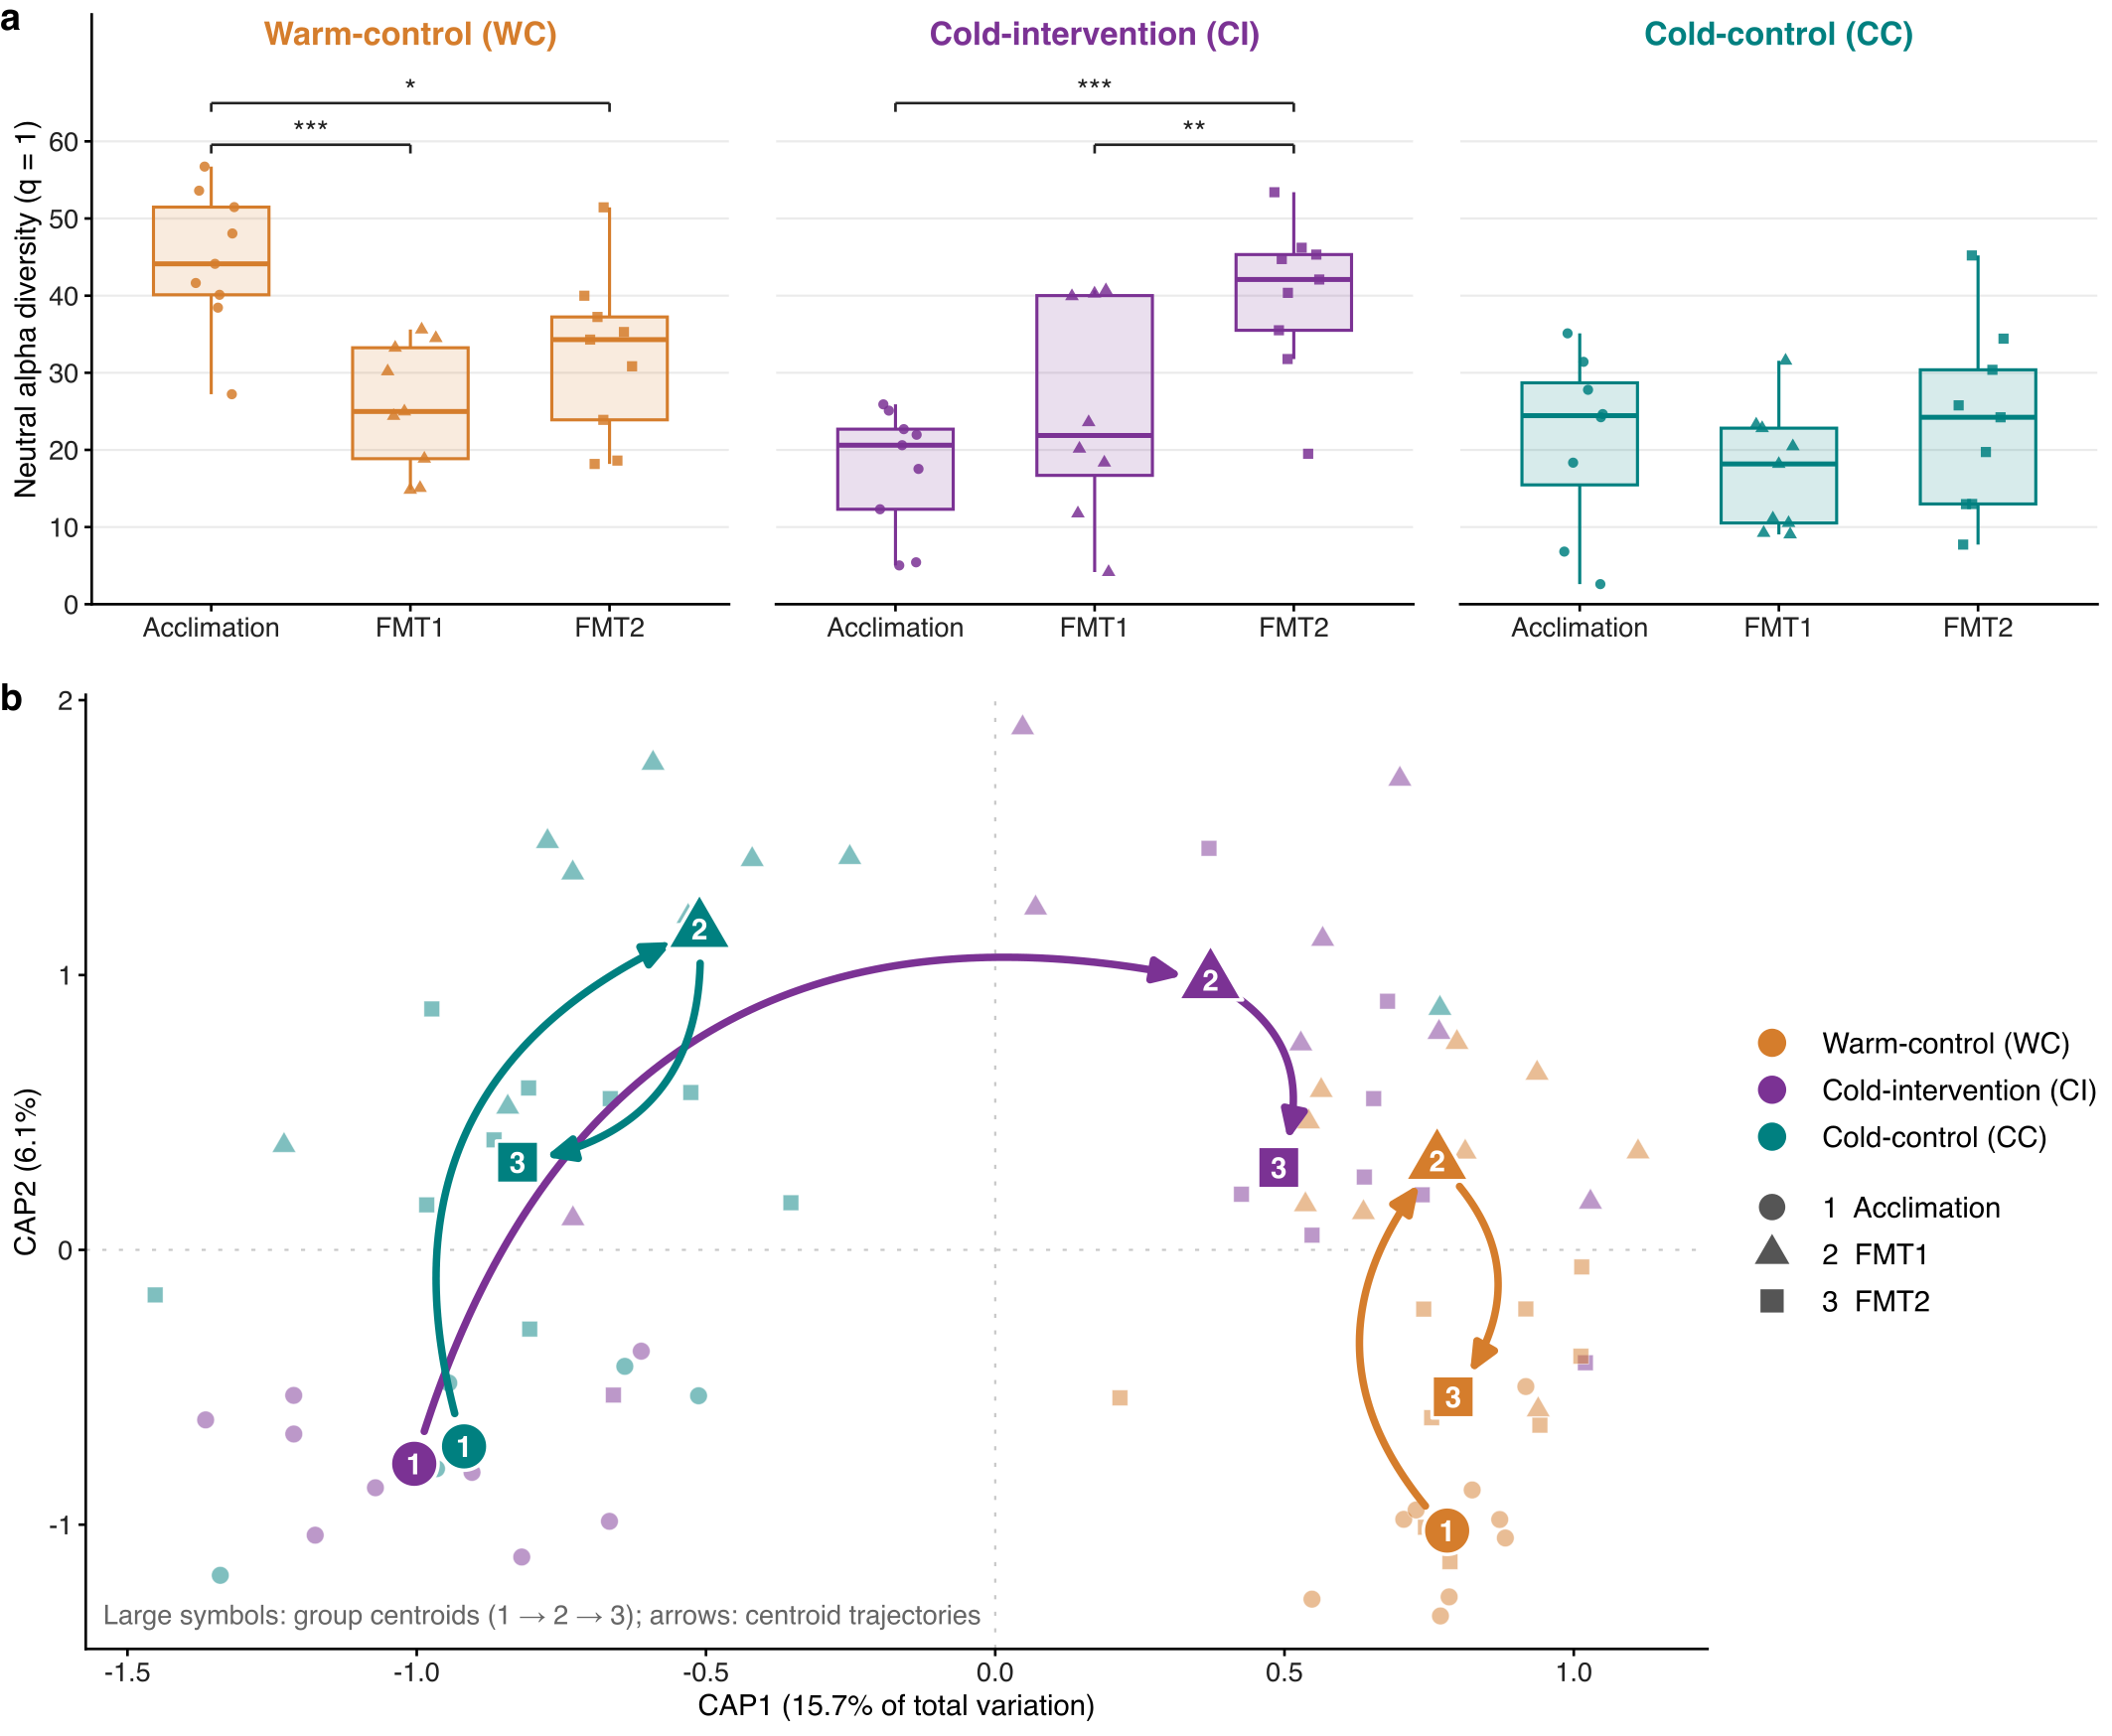 a
Warm-control (WC) Cold-intervention (CI) Cold-control (CC)
* ***
*** **
Neutral alpha diversity (q = 1)
60
50
40
30
20
10
0
Acclimation FMT1 FMT2 Acclimation FMT1 FMT2 Acclimation FMT1 FMT2
b
CAP2 (6.1%)
2
1
0
-1
2
2
3
3
2
3
1
1
1
Warm-control (WC)
Cold-intervention (CI)
Cold-control (CC)
1 Acclimation
2 FMT1
3 FMT2
Large symbols: group centroids (1 → 2 → 3); arrows: centroid trajectories
-1.5 -1.0 -0.5 0.0 0.5 1.0
CAP1 (15.7% of total variation)